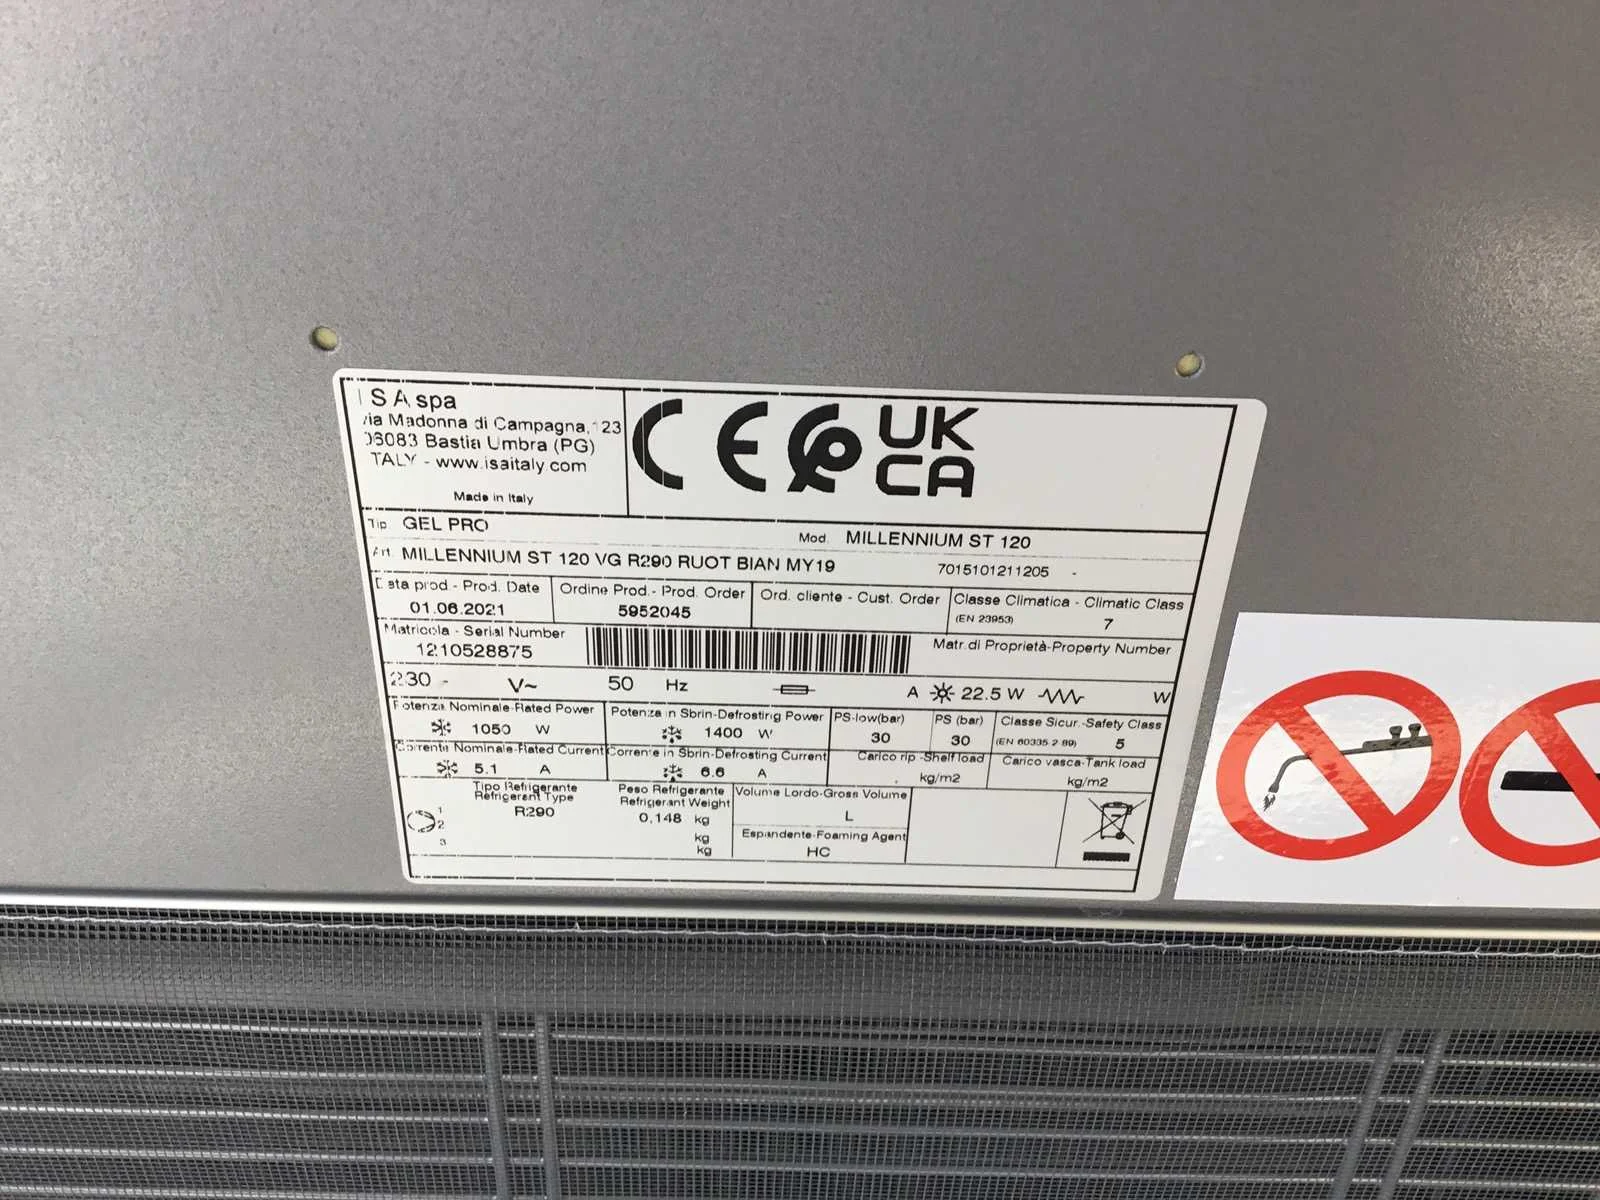 ISA spa
via Madonna di Campagna, 123
06083 Bastia Umbra (PG)
ITALY - www.isaitaly.com
Made in Italy
CE UK CA
Tip. GEL PRO
Mod. MILLENNIUM ST 120
Art. MILLENNIUM ST 120 VG R290 RUOT BIAN MY19 7015101211205 -
Data prod.- Prod. Date Ordine Prod.- Prod. Order Ord. cliente - Cust. Order Classe Climatica - Climatic Class
01.06.2021 5952045 (EN 23953) 7
Matricola - Serial Number Matr.di Proprietà-Property Number
1210528875
230 - V~ 50 Hz A 22.5 W W
Potenza Nominale-Rated Power Potenza in Sbrin-Defrosting Power PS-low(bar) PS (bar) Classe Sicur.-Safety Class
1050 W 1400 W 30 30 (EN 60335 2 89) 5
Corrente Nominale-Rated Current Corrente in Sbrin-Defrosting Current Carico rip.-Shelf load Carico vasca-Tank load
5.1 A 6.6 A kg/m2 kg/m2
Tipo Refrigerante Peso Refrigerante Volume Lordo-Gross Volume
Refrigerant Type Refrigerant Weight
1 R290 0,148 kg L
2 kg Espandente-Foaming Agent
3 kg HC